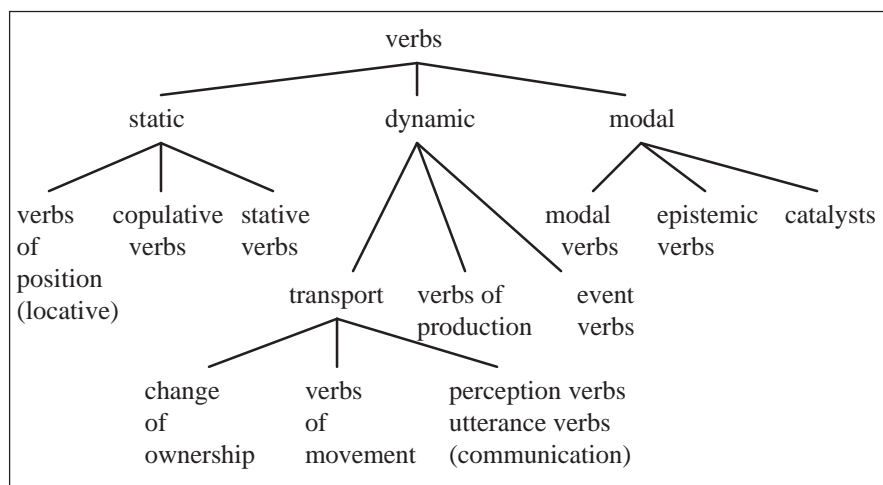 verbs
static dynamic modal
verbs copulative stative modal epistemic catalysts
of verbs verbs verbs verbs
position
(locative) transport verbs of event
production verbs
change verbs perception verbs
of of utterance verbs
ownership movement (communication)